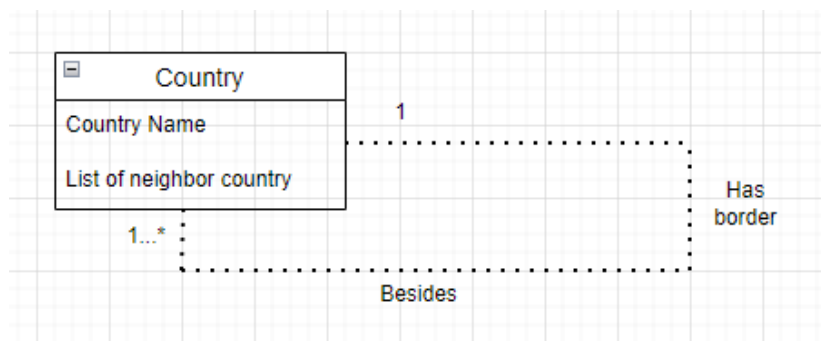 Country
Country Name
1
List of neighbor country
Has
border
1...*
Besides